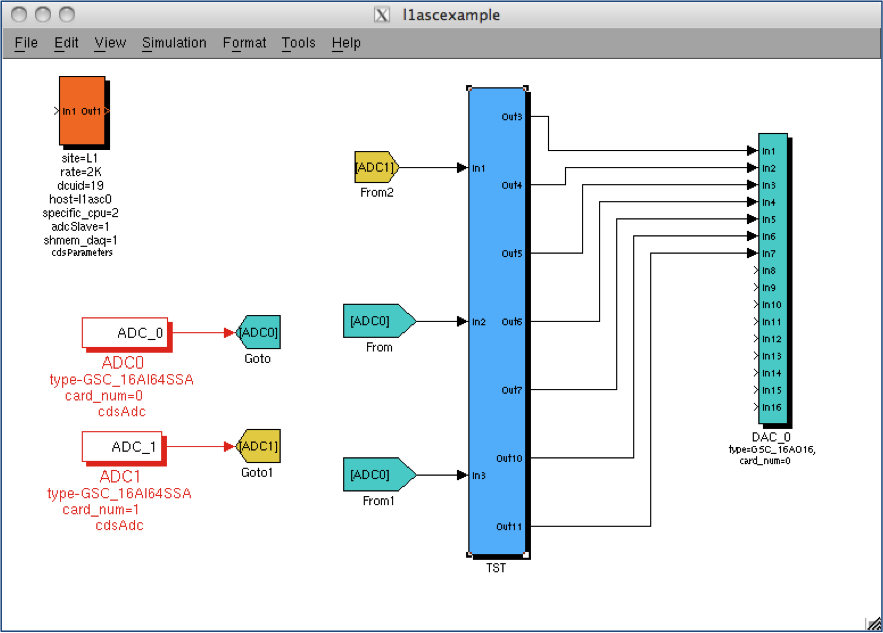 l1ascexample
File Edit View Simulation Format Tools Help
In1 Out1
site=L1
rate=2K
dcuid=19
host=l1asc0
specific_cpu=2
adcSlave=1
shmem_daq=1
cdsParameters
ADC_0
ADC0
type-GSC_16AI64SSA
card_num=0
cdsAdc
[ADC0]
Goto
ADC_1
ADC1
type-GSC_16AI64SSA
card_num=1
cdsAdc
[ADC1]
Goto1
[ADC1]
From2
[ADC0]
From
[ADC0]
From1
In1
In2
In3
Out3
Out4
Out5
Out6
Out7
Out10
Out11
TST
In1
In2
In3
In4
In5
In6
In7
In8
In9
In10
In11
In12
In13
In14
In15
In16
DAC_0
type=GSC_16AO16,
card_num=0